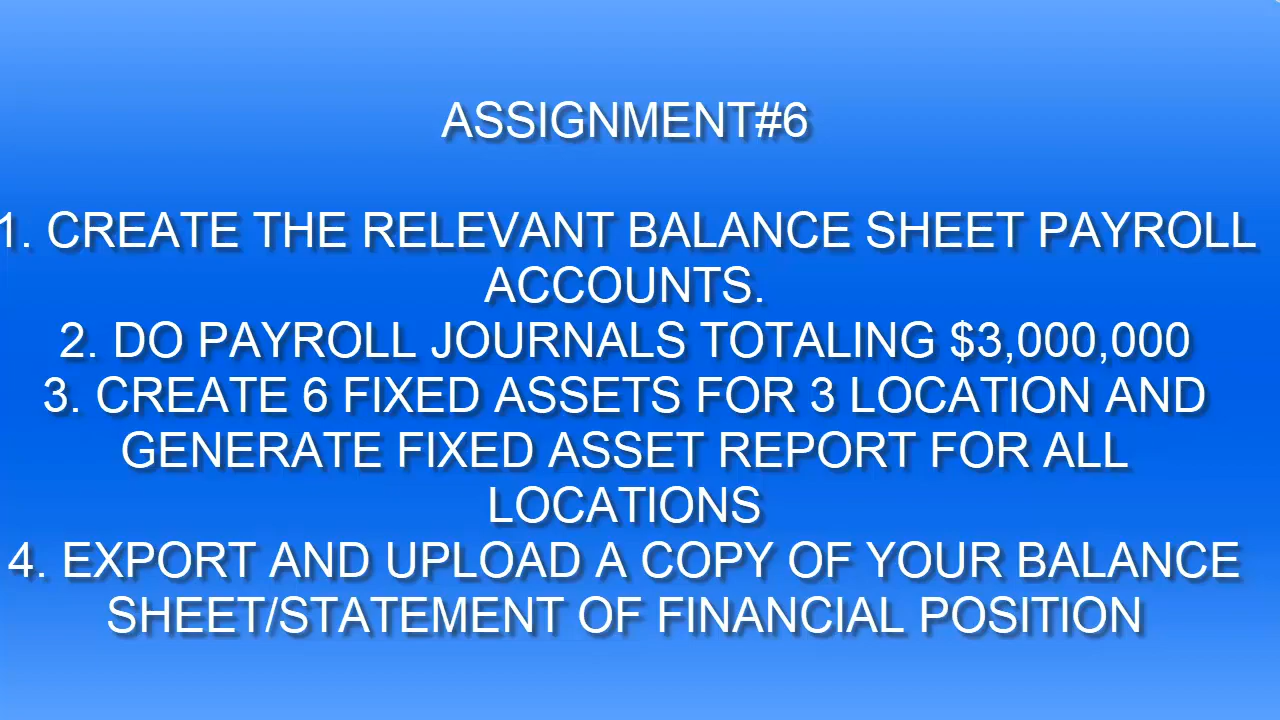 ASSIGNMENT#6
1. CREATE THE RELEVANT BALANCE SHEET PAYROLL
ACCOUNTS.
2. DO PAYROLL JOURNALS TOTALING $3,000,000
3. CREATE 6 FIXED ASSETS FOR 3 LOCATION AND
GENERATE FIXED ASSET REPORT FOR ALL
LOCATIONS
4. EXPORT AND UPLOAD A COPY OF YOUR BALANCE
SHEET/STATEMENT OF FINANCIAL POSITION